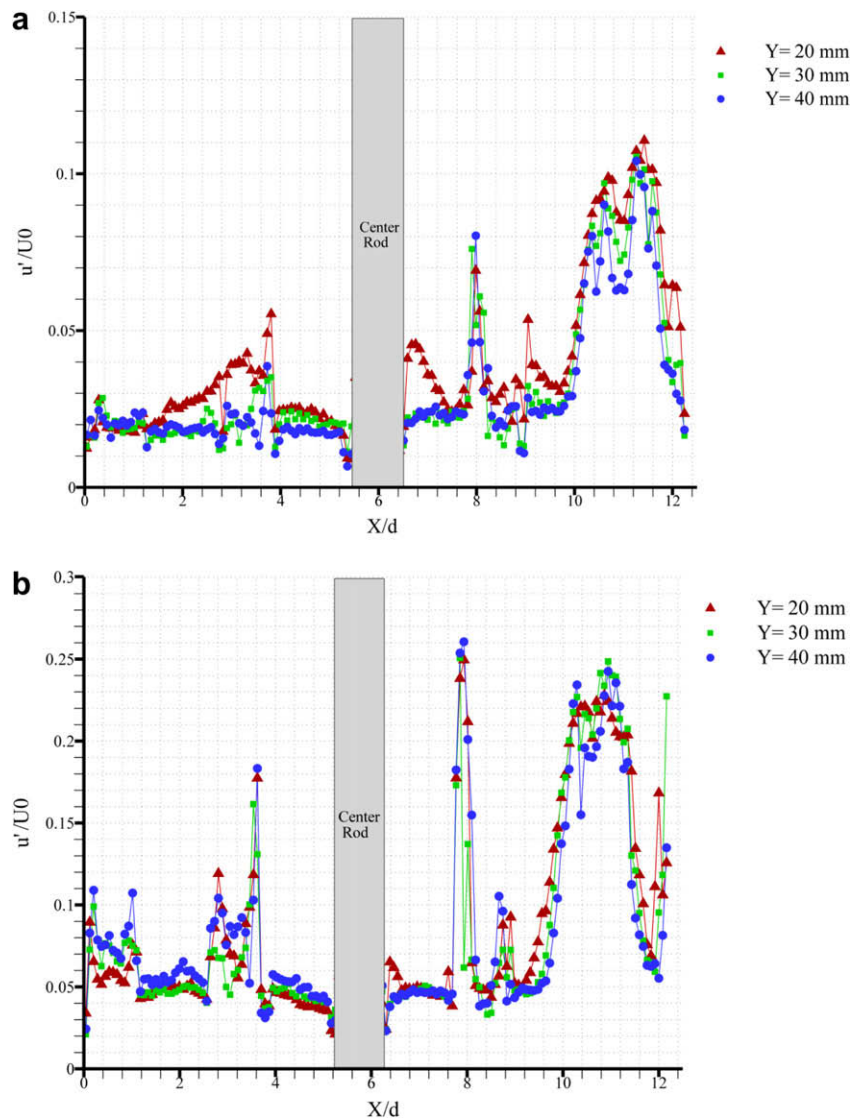 a
0.15
0.1
0.05
0
u'/U0
Center
Rod
0 2 4 6 8 10 12
X/d
Y= 20 mm
Y= 30 mm
Y= 40 mm
b
0.3
0.25
0.2
0.15
0.1
0.05
0
u'/U0
Center
Rod
0 2 4 6 8 10 12
X/d
Y= 20 mm
Y= 30 mm
Y= 40 mm